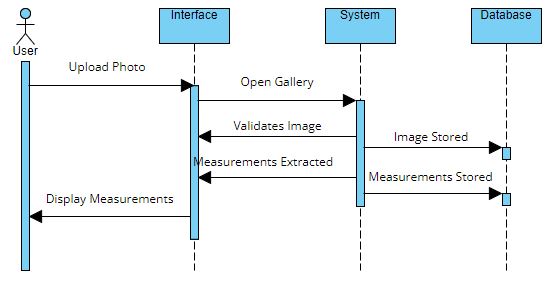 Interface
System
Database
User
Upload Photo
Open Gallery
Validates Image
Image Stored
Measurements Extracted
Measurements Stored
Display Measurements